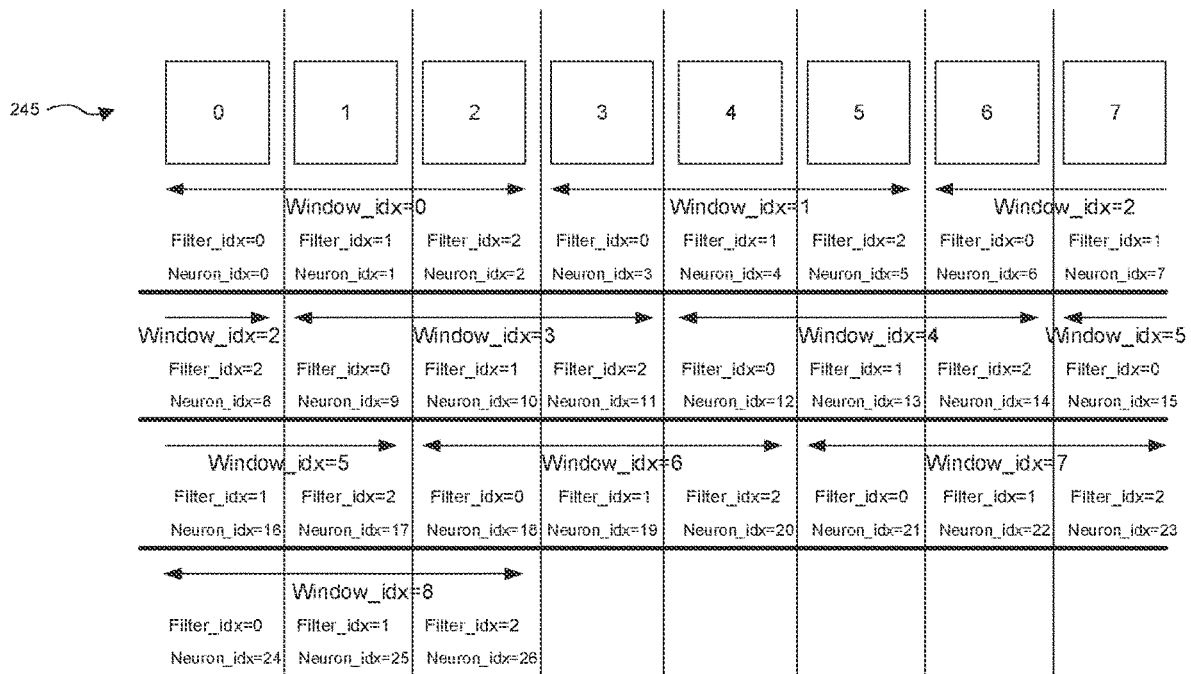 245 0 1 2 3 4 5 6 7
Window_idx=0 Window_idx=1 Window_idx=2
Filter_idx=0 Filter_idx=1 Filter_idx=2 Filter_idx=0 Filter_idx=1 Filter_idx=2 Filter_idx=0 Filter_idx=1
Neuron_idx=0 Neuron_idx=1 Neuron_idx=2 Neuron_idx=3 Neuron_idx=4 Neuron_idx=5 Neuron_idx=6 Neuron_idx=7
Window_idx=2 Window_idx=3 Window_idx=4 Window_idx=5
Filter_idx=2 Filter_idx=0 Filter_idx=1 Filter_idx=2 Filter_idx=0 Filter_idx=1 Filter_idx=2 Filter_idx=0
Neuron_idx=8 Neuron_idx=9 Neuron_idx=10 Neuron_idx=11 Neuron_idx=12 Neuron_idx=13 Neuron_idx=14 Neuron_idx=15
Window_idx=5 Window_idx=6 Window_idx=7
Filter_idx=1 Filter_idx=2 Filter_idx=0 Filter_idx=1 Filter_idx=2 Filter_idx=0 Filter_idx=1 Filter_idx=2
Neuron_idx=16 Neuron_idx=17 Neuron_idx=18 Neuron_idx=19 Neuron_idx=20 Neuron_idx=21 Neuron_idx=22 Neuron_idx=23
Window_idx=8
Filter_idx=0 Filter_idx=1 Filter_idx=2
Neuron_idx=24 Neuron_idx=25 Neuron_idx=26